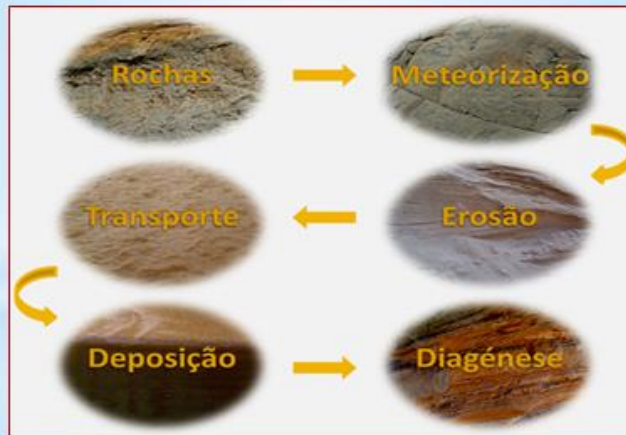 Rochas
Meteorização
Erosão
Transporte
Deposição
Diagénese